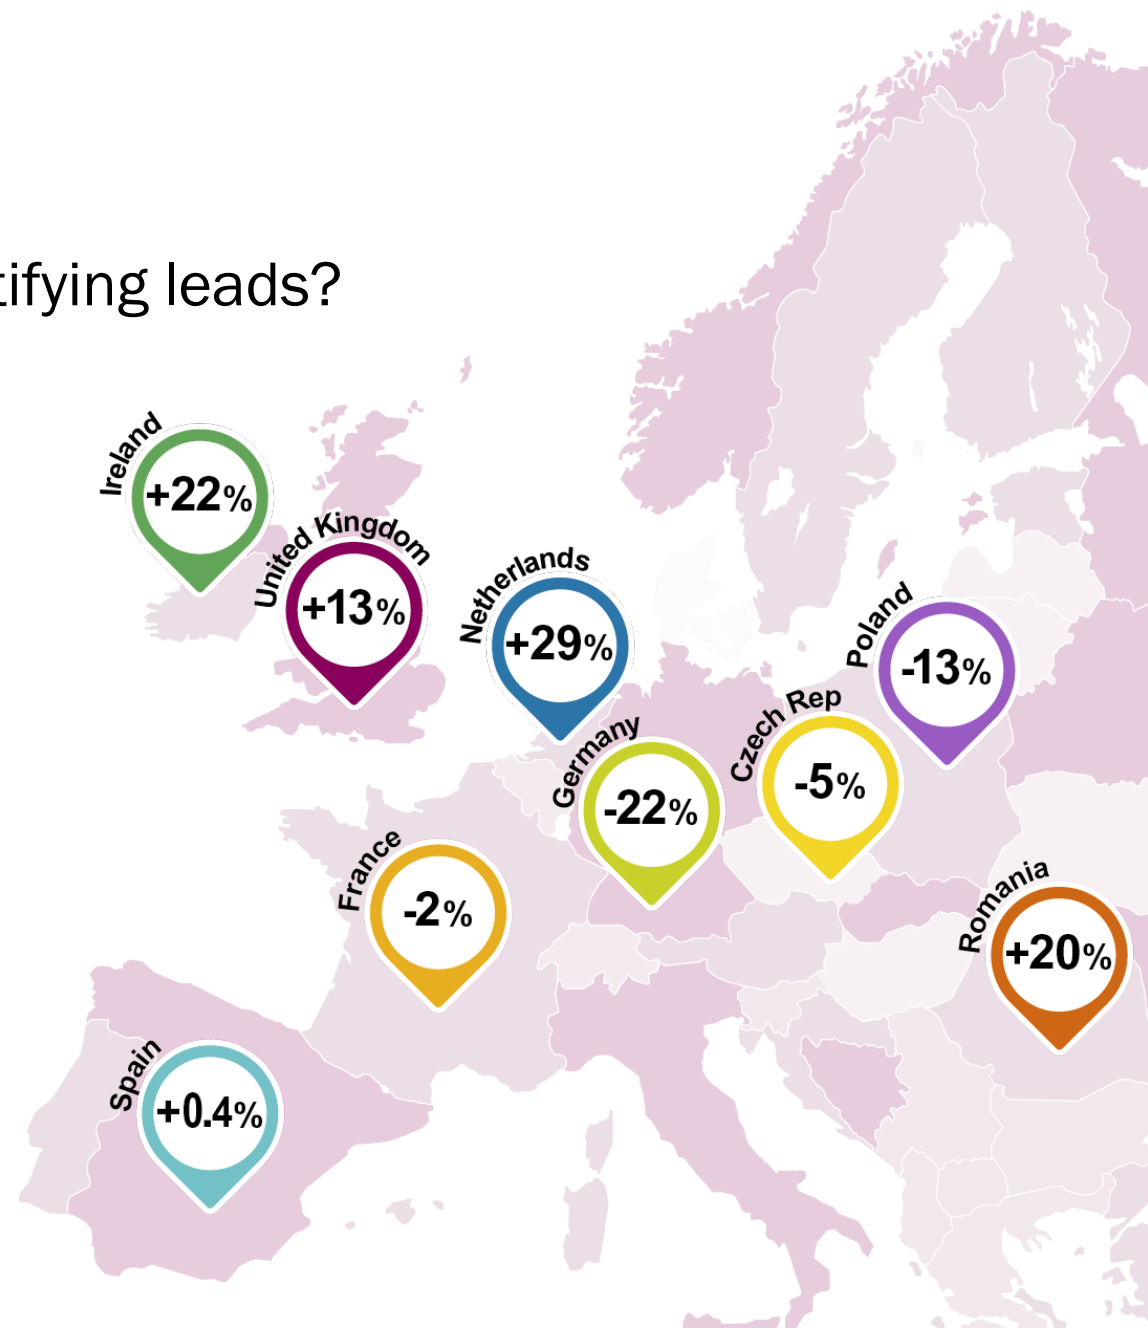 tifying leads?
Ireland
+22%
United Kingdom
+13%
Netherlands
+29%
Poland
-13%
Czech Rep
-5%
Germany
-22%
France
-2%
Romania
+20%
Spain
+0.4%